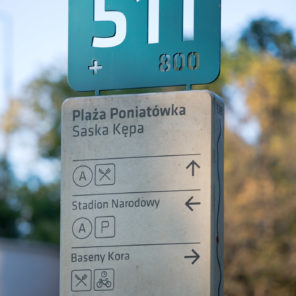 511
+ 800
Plaża Poniatówka
Saska Kępa
A
↑
Stadion Narodowy
←
A P
Baseny Kora
→